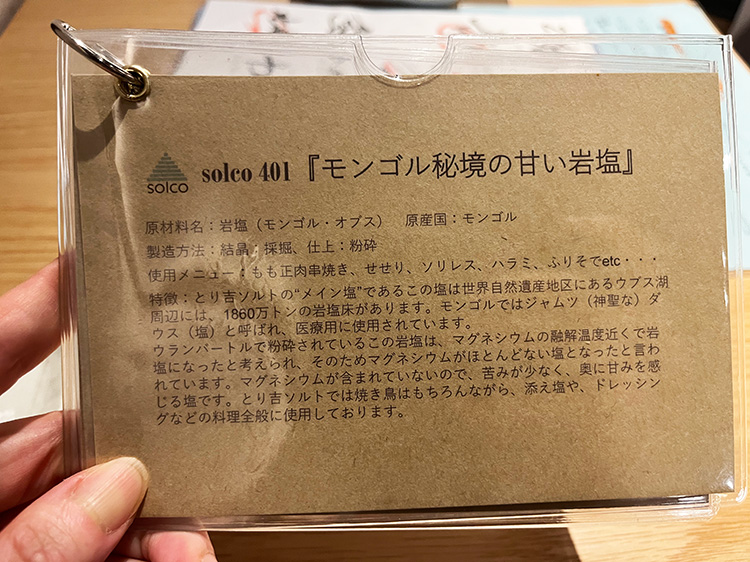 solco
solco 401『モンゴル秘境の甘い岩塩』
原材料名：岩塩（モンゴル・オブス） 原産国：モンゴル
製造方法：結晶：採掘、仕上：粉砕
使用メニュー：もも正肉串焼き、せせり、ソリレス、ハラミ、ふりそでetc・・・
特徴：とり吉ソルトの“メイン塩”であるこの塩は世界自然遺産地区にあるウブス湖
周辺には、1860万トンの岩塩床があります。モンゴルではジャムツ（神聖な）ダ
ウス（塩）と呼ばれ、医療用に使用されています。
ウランバートルで粉砕されているこの岩塩は、マグネシウムの融解温度近くで岩
塩になったと考えられ、そのためマグネシウムがほとんどない塩となったと言わ
れています。マグネシウムが含まれていないので、苦みが少なく、奥に甘みを感
じる塩です。とり吉ソルトでは焼き鳥はもちろんながら、添え塩や、ドレッシン
グなどの料理全般に使用しております。